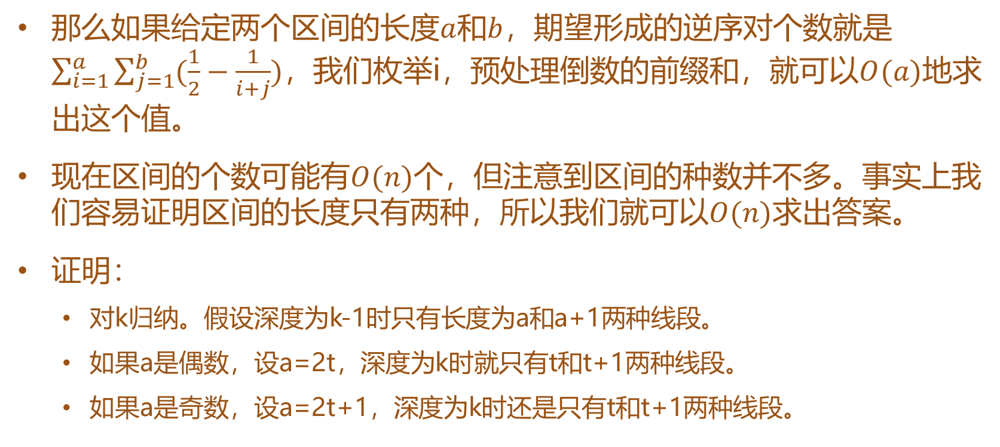 • 那么如果给定两个区间的长度a和b，期望形成的逆序对个数就是
∑_{i=1}^{a} ∑_{j=1}^{b} (1/2 − 1/(i+j))，我们枚举i，预处理倒数的前缀和，就可以O(a)地求
出这个值。
• 现在区间的个数可能有O(n)个，但注意到区间的种数并不多。事实上我
们容易证明区间的长度只有两种，所以我们就可以O(n)求出答案。
• 证明：
• 对k归纳。假设深度为k-1时只有长度为a和a+1两种线段。
• 如果a是偶数，设a=2t，深度为k时就只有t和t+1两种线段。
• 如果a是奇数，设a=2t+1，深度为k时还是只有t和t+1两种线段。